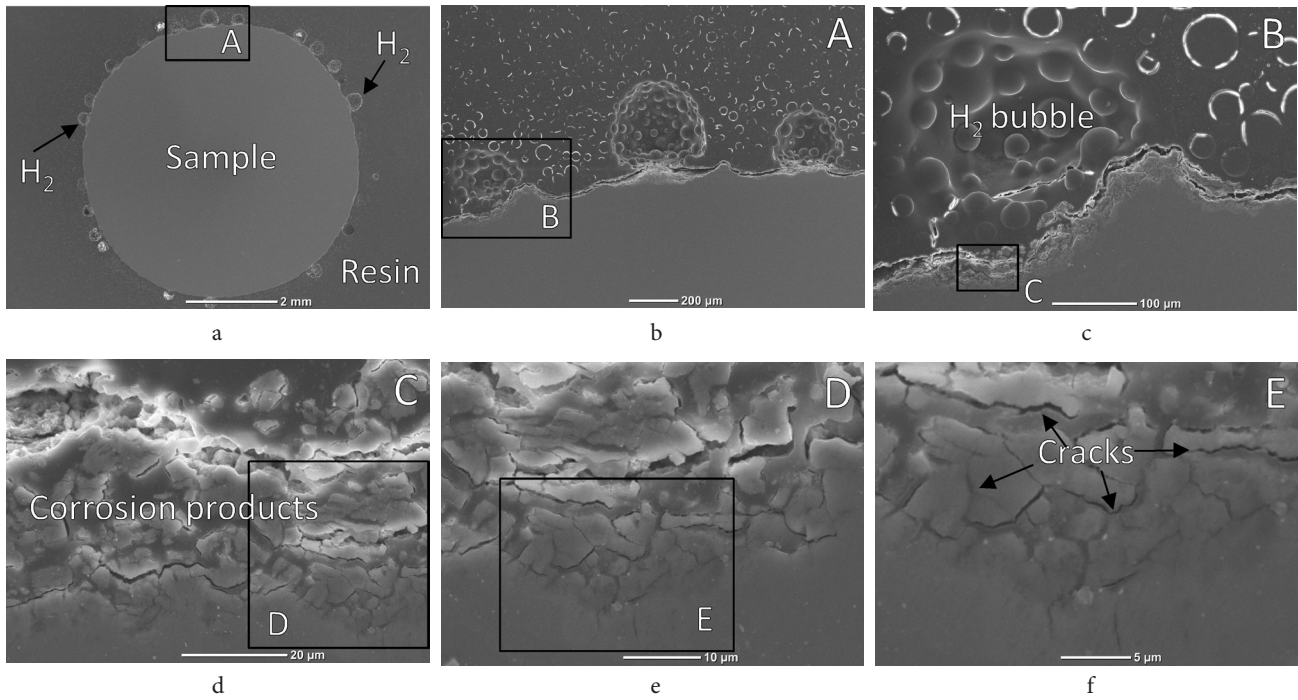 A
H₂
H₂
Sample
Resin
2 mm
a
A
B
200 µm
b
B
H₂ bubble
C
100 µm
c
C
Corrosion products
D
20 µm
d
D
E
10 µm
e
E
Cracks
5 µm
f